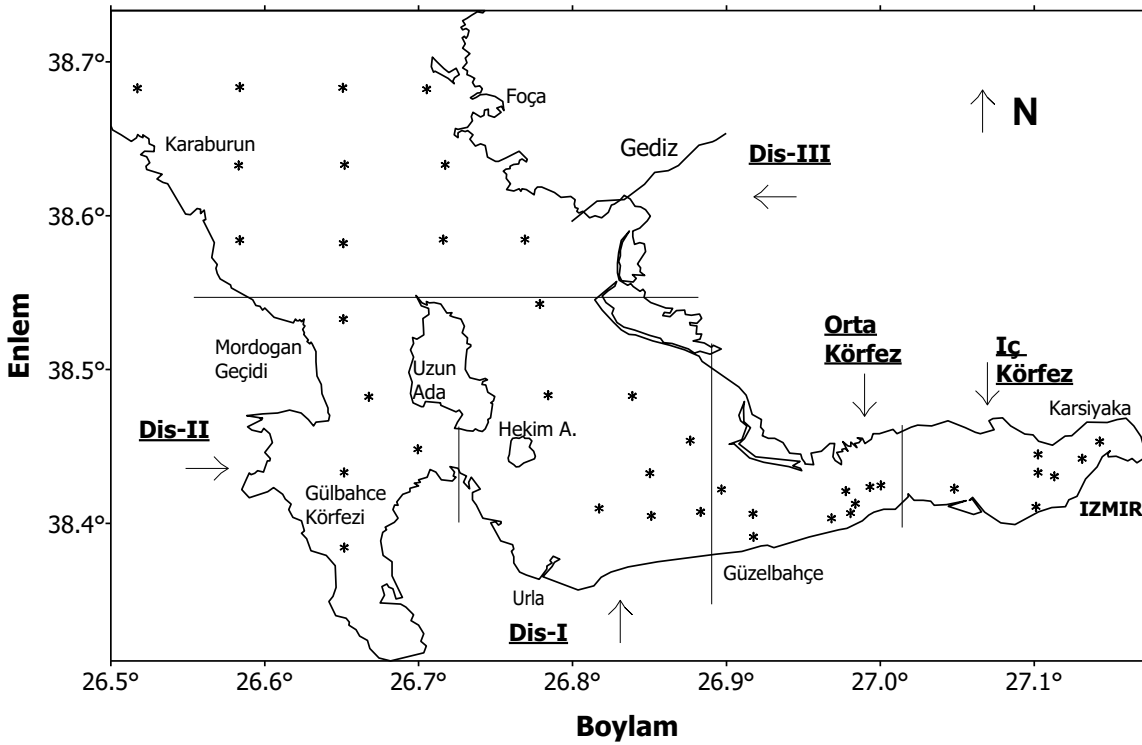 38.7°
Foça
N
Karaburun
Gediz
Dis-III
38.6°
Enlem
Orta
Körfez
Iç
Körfez
Mordogan
Geçidi
38.5°
Uzun
Ada
Karsiyaka
Hekim A.
Dis-II
Gülbahce
Körfezi
38.4°
IZMIR
Güzelbahçe
Urla
Dis-I
26.5°
26.6°
26.7°
26.8°
26.9°
27.0°
27.1°
Boylam